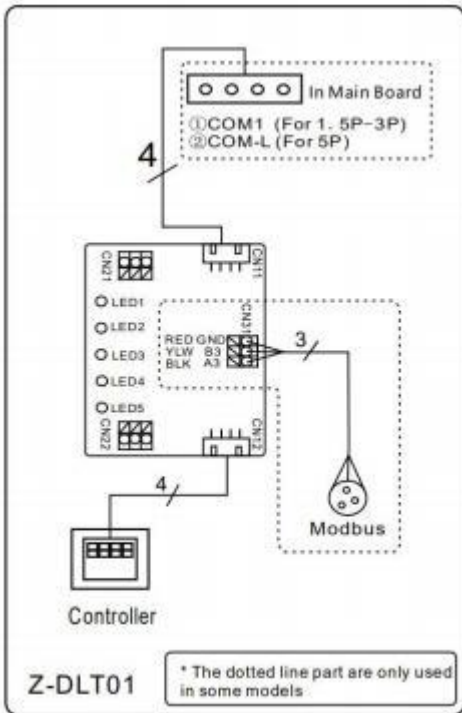 In Main Board
①COM1 (For 1. 5P-3P)
②COM-L (For 5P)
4
CN21
CN11
LED1
LED2
LED3
LED4
LED5
CN31
RED GND
YLW B3
BLK A3
3
CN22
CN12
4
Modbus
Controller
Z-DLT01
* The dotted line part are only used
in some models